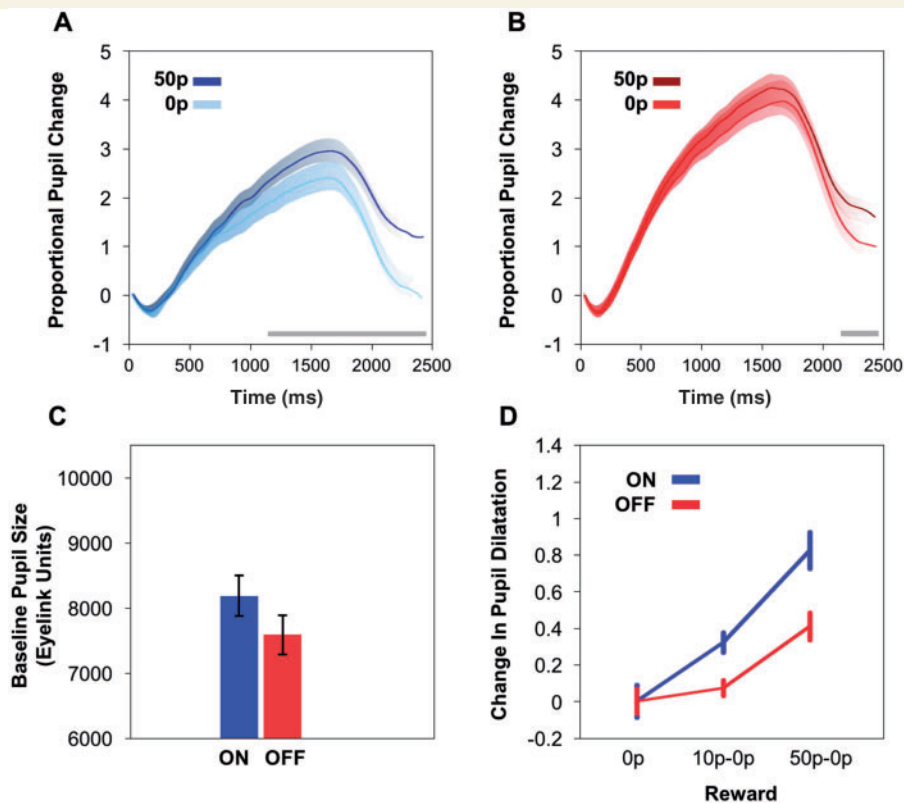 A
Proportional Pupil Change
5
4
3
2
1
0
-1
50p
0p
0 500 1000 1500 2000 2500
Time (ms)
B
Proportional Pupil Change
5
4
3
2
1
0
-1
50p
0p
0 500 1000 1500 2000 2500
Time (ms)
C
Baseline Pupil Size
(Eyelink Units)
10000
9000
8000
7000
6000
ON OFF
D
Change In Pupil Dilatation
1.4
1.2
1
0.8
0.6
0.4
0.2
0
-0.2
ON
OFF
0p 10p-0p 50p-0p
Reward